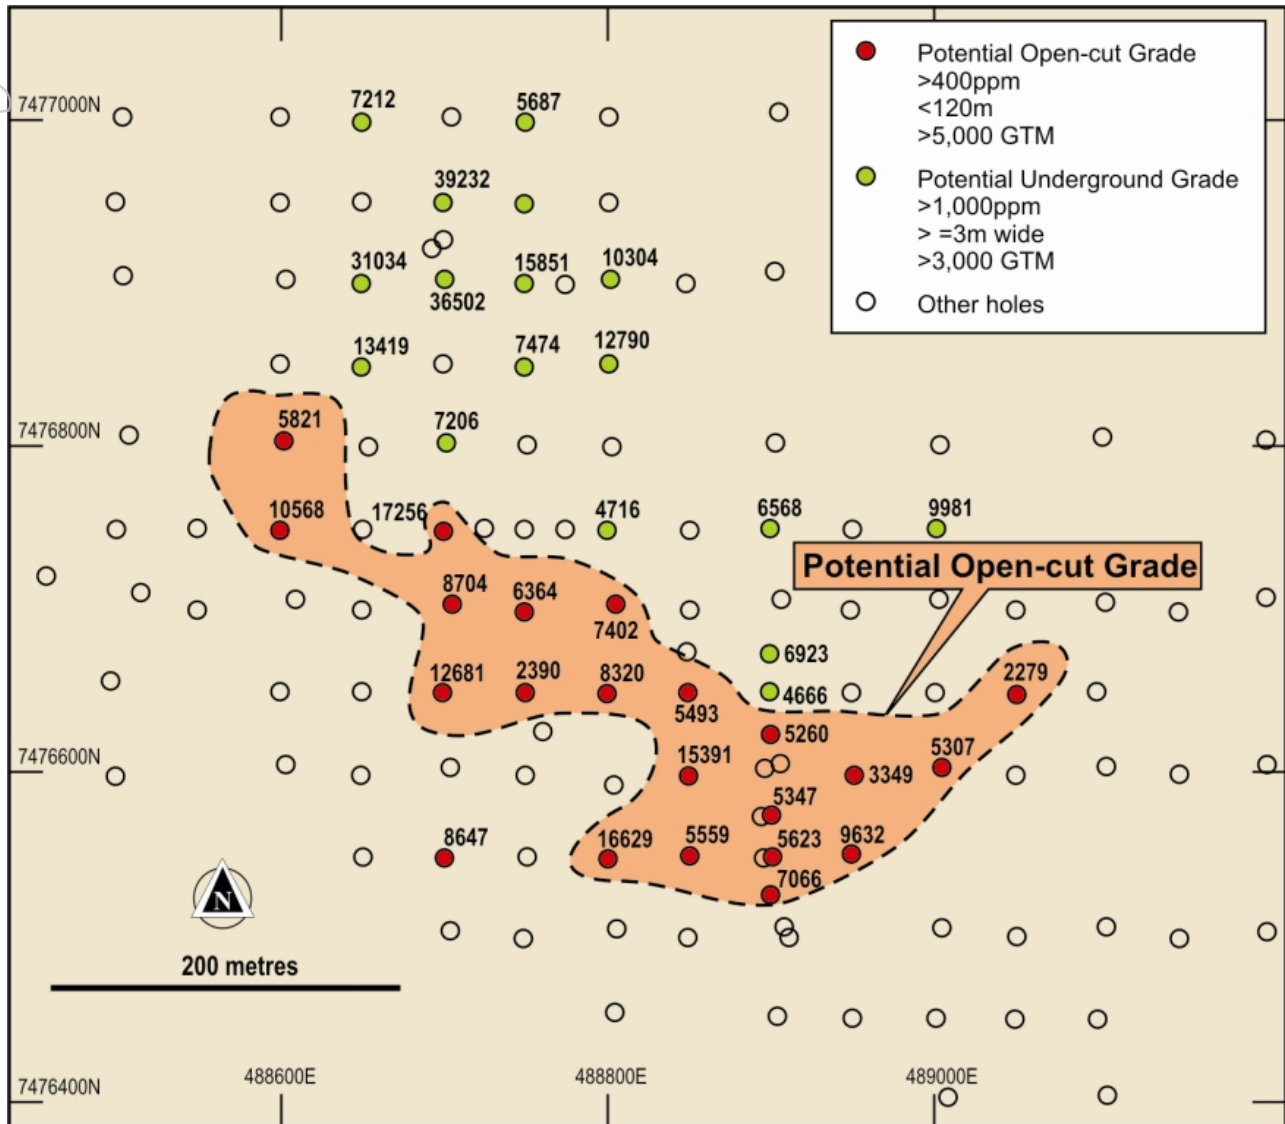 Potential Open-cut Grade
>400ppm
<120m
>5,000 GTM
Potential Underground Grade
>1,000ppm
> =3m wide
>3,000 GTM
Other holes
7477000N
7212
5687
39232
31034
15851
10304
36502
13419
7474
12790
7476800N
5821
7206
10568
17256
4716
6568
9981
Potential Open-cut Grade
8704
6364
7402
6923
12681
2390
8320
4666
2279
5493
5260
7476600N
15391
3349
5307
5347
8647
16629
5559
5623
9632
7066
N
200 metres
7476400N
488600E
488800E
489000E